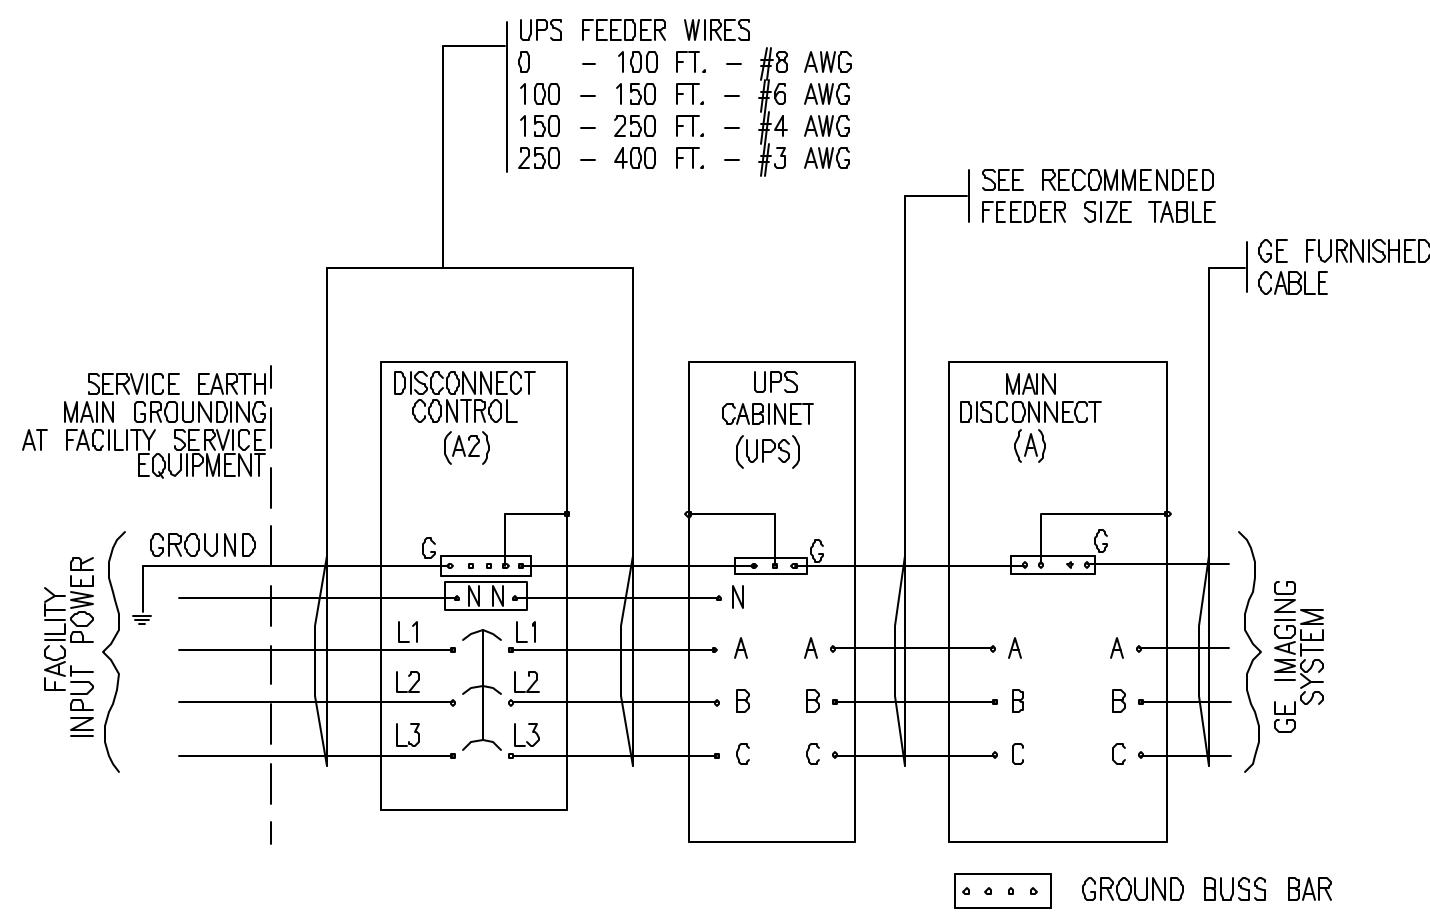 UPS FEEDER WIRES
0 - 100 FT. - #8 AWG
100 - 150 FT. - #6 AWG
150 - 250 FT. - #4 AWG
250 - 400 FT. - #3 AWG
SEE RECOMMENDED
FEEDER SIZE TABLE
GE FURNISHED
CABLE
SERVICE EARTH
MAIN GROUNDING
AT FACILITY SERVICE
EQUIPMENT
DISCONNECT
CONTROL
(A2)
UPS
CABINET
(UPS)
MAIN
DISCONNECT
(A)
GROUND
G
G
G
N N
N
L1
L1
A
A
A
A
L2
L2
B
B
B
B
L3
L3
C
C
C
C
FACILITY
INPUT POWER
GE IMAGING
SYSTEM
GROUND BUSS BAR